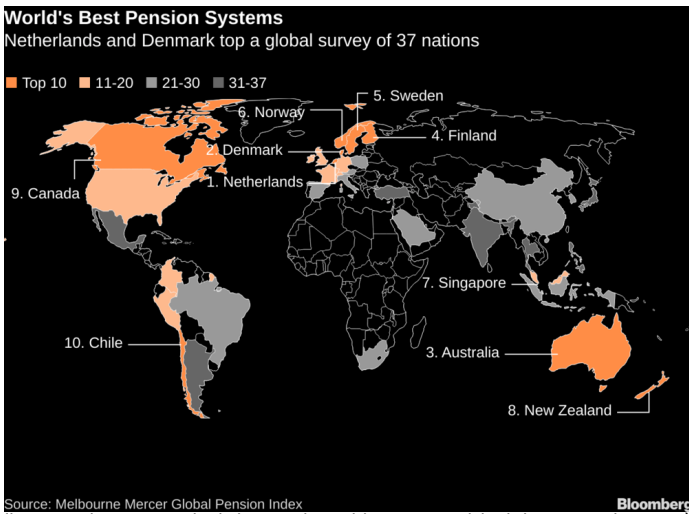 World's Best Pension Systems
Netherlands and Denmark top a global survey of 37 nations
Top 10 11-20 21-30 31-37
5. Sweden
6. Norway
4. Finland
2. Denmark
1. Netherlands
9. Canada
7. Singapore
10. Chile
3. Australia
8. New Zealand
Source: Melbourne Mercer Global Pension Index
Bloomberg